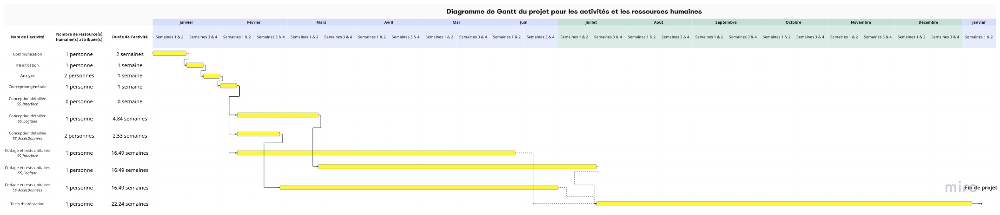 Diagramme de Gantt du projet pour les activités et les ressources humaines
Janvier Février Mars Avril Mai Juin Juillet Août Septembre Octobre Novembre Décembre Janvier
Nom de l'activité Nombre de ressource(s) humaine(s) attribuée(s) Durée de l'activité Semaines 1 & 2 Semaines 3 & 4 Semaines 1 & 2 Semaines 3 & 4 Semaines 1 & 2 Semaines 3 & 4 Semaines 1 & 2 Semaines 3 & 4 Semaines 1 & 2 Semaines 3 & 4 Semaines 1 & 2 Semaines 3 & 4 Semaines 1 & 2 Semaines 3 & 4 Semaines 1 & 2 Semaines 3 & 4 Semaines 1 & 2 Semaines 3 & 4 Semaines 1 & 2 Semaines 3 & 4 Semaines 1 & 2 Semaines 3 & 4 Semaines 1 & 2 Semaines 3 & 4 Semaines 1 & 2
Communication 1 personne 2 semaines
Planification 1 personne 1 semaine
Analyse 2 personnes 1 semaine
Conception générale 1 personne 1 semaine
Conception détaillée
SS_Interface 0 personne 0 semaine
Conception détaillée
SS_Logique 1 personne 4.84 semaines
Conception détaillée
SS_AccèsDonnées 2 personnes 2.53 semaines
Codage et tests unitaires
SS_Interface 1 personne 16.49 semaines
Codage et tests unitaires
SS_Logique 1 personne 16.49 semaines
Codage et tests unitaires
SS_AccèsDonnées 1 personne 16.49 semaines
miro
Fin de projet
Tests d'intégration 1 personne 22.24 semaines